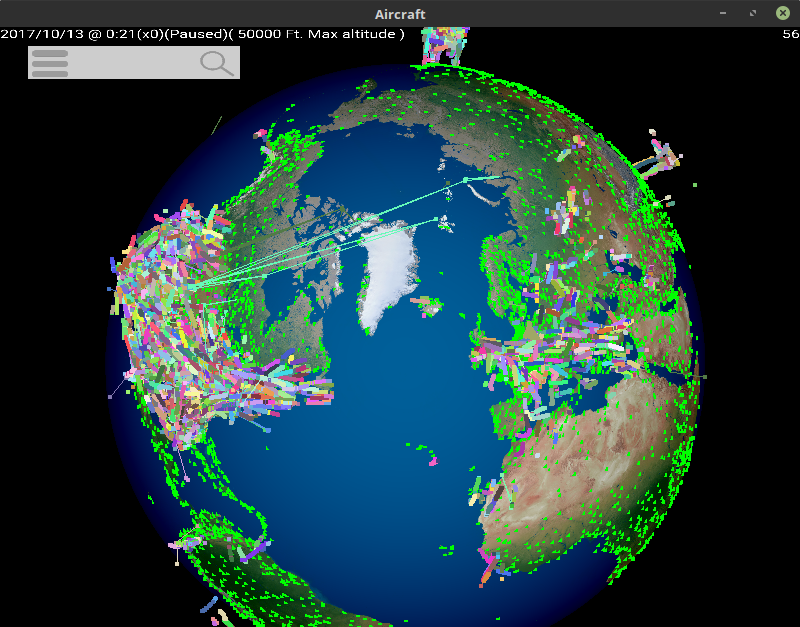 Aircraft
2017/10/13 @ 0:21(x0)(Paused)( 50000 Ft. Max altitude )
56